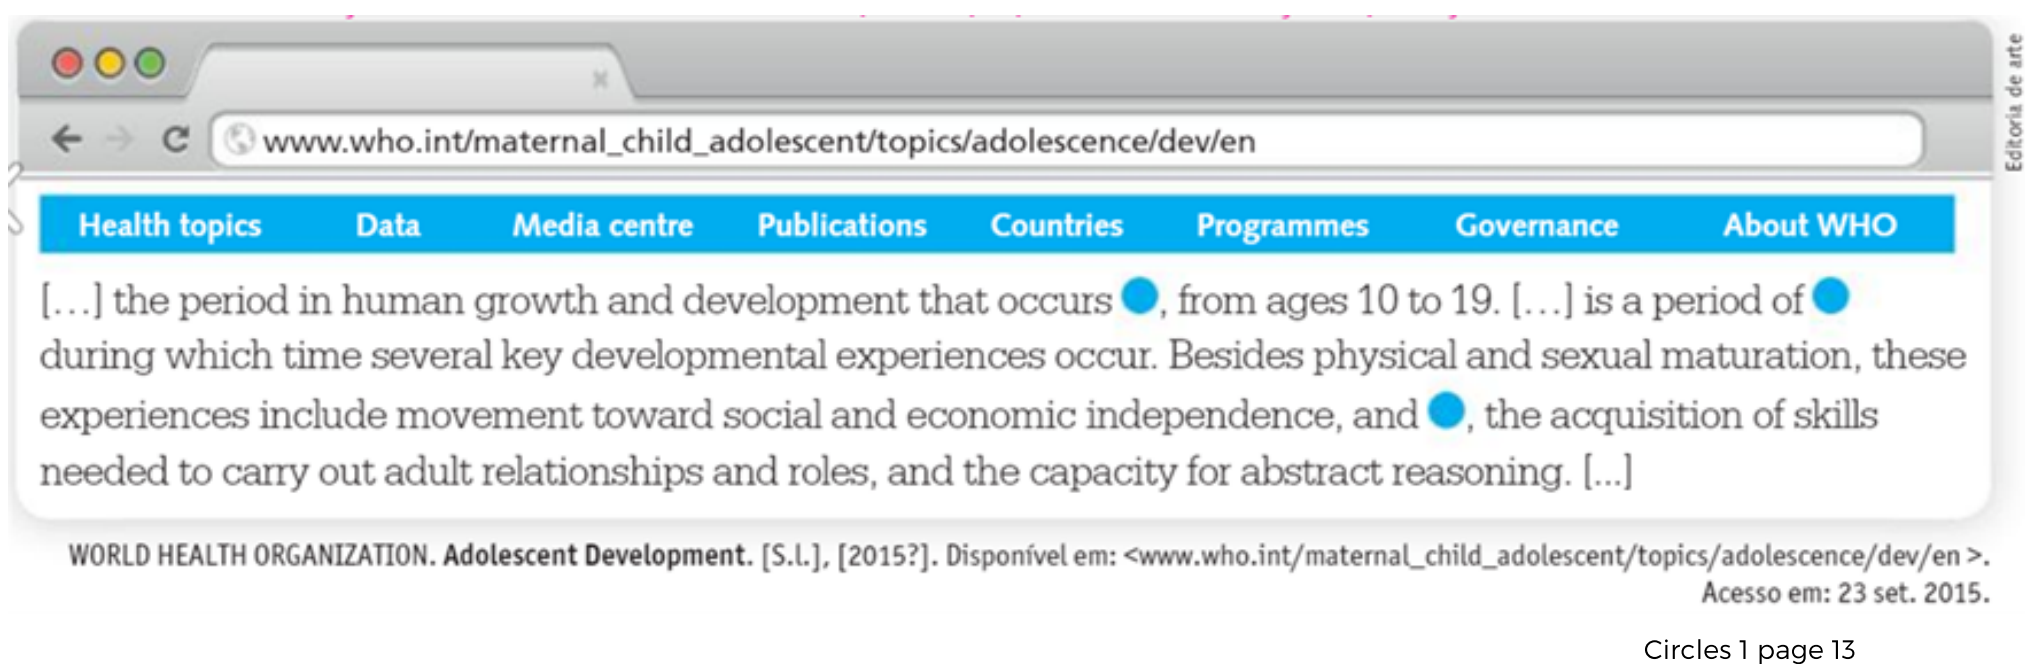 www.who.int/maternal_child_adolescent/topics/adolescence/dev/en
Editoria de arte
Health topics Data Media centre Publications Countries Programmes Governance About WHO
[...] the period in human growth and development that occurs , from ages 10 to 19. [...] is a period of
during which time several key developmental experiences occur. Besides physical and sexual maturation, these
experiences include movement toward social and economic independence, and , the acquisition of skills
needed to carry out adult relationships and roles, and the capacity for abstract reasoning. [...]
WORLD HEALTH ORGANIZATION. Adolescent Development. [S.l.], [2015?]. Disponível em: <www.who.int/maternal_child_adolescent/topics/adolescence/dev/en >.
Acesso em: 23 set. 2015.
Circles 1 page 13